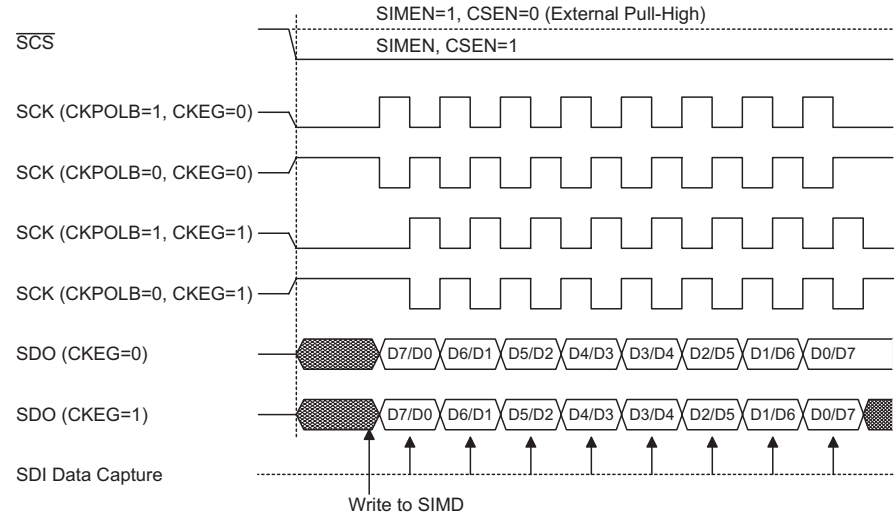 SIMEN=1, CSEN=0 (External Pull-High)
SCS
SIMEN, CSEN=1
SCK (CKPOLB=1, CKEG=0)
SCK (CKPOLB=0, CKEG=0)
SCK (CKPOLB=1, CKEG=1)
SCK (CKPOLB=0, CKEG=1)
SDO (CKEG=0) D7/D0 D6/D1 D5/D2 D4/D3 D3/D4 D2/D5 D1/D6 D0/D7
SDO (CKEG=1) D7/D0 D6/D1 D5/D2 D4/D3 D3/D4 D2/D5 D1/D6 D0/D7
SDI Data Capture
Write to SIMD